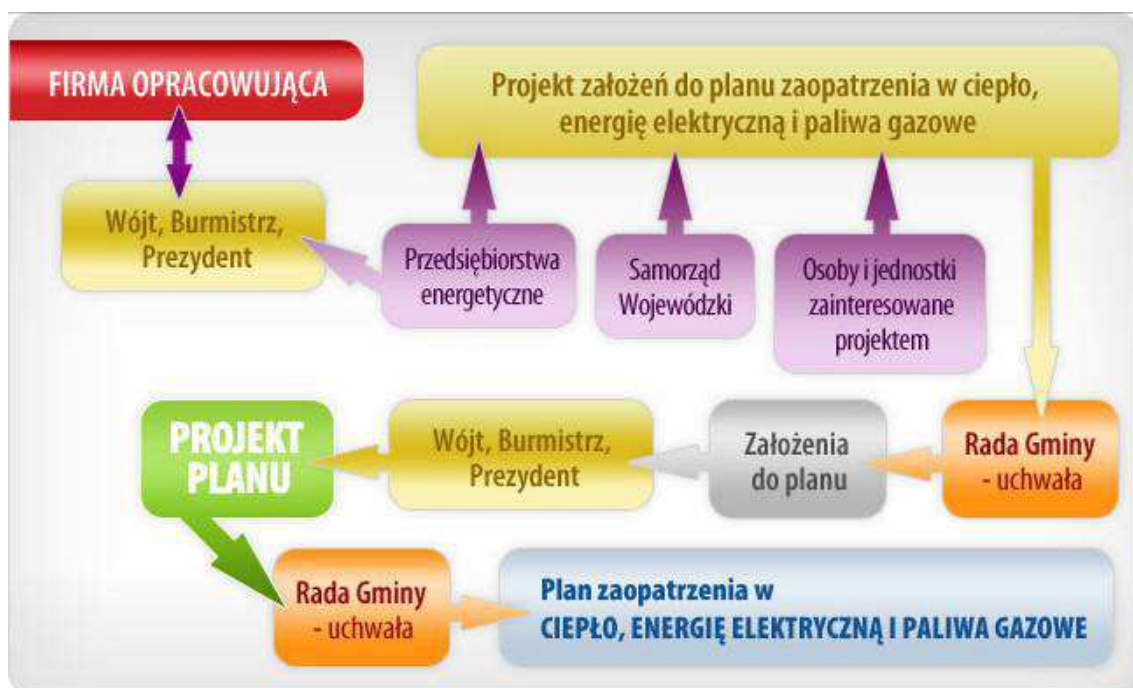 FIRMA OPRACOWUJĄCA
Projekt założeń do planu zaopatrzenia w ciepło,
energię elektryczną i paliwa gazowe
Wójt, Burmistrz,
Prezydent
Przedsiębiorstwa
energetyczne
Samorząd
Wojewódzki
Osoby i jednostki
zainteresowane
projektem
PROJEKT
PLANU
Wójt, Burmistrz,
Prezydent
Założenia
do planu
Rada Gminy
- uchwała
Rada Gminy
- uchwała
Plan zaopatrzenia w
CIEPŁO, ENERGIĘ ELEKTRYCZNĄ I PALIWA GAZOWE